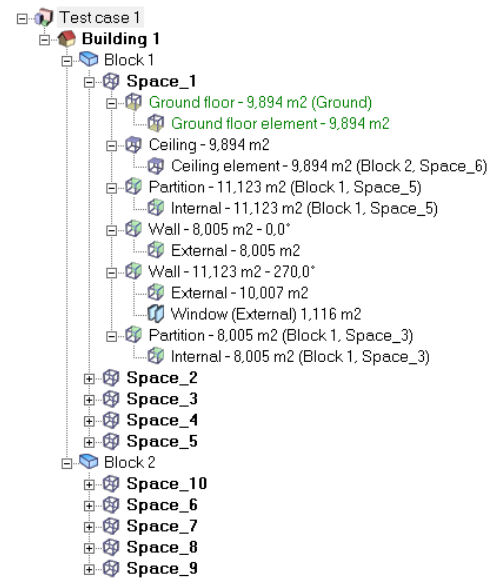 Test case 1
Building 1
Block 1
Space_1
Ground floor - 9,894 m2 (Ground)
Ground floor element - 9,894 m2
Ceiling - 9,894 m2
Ceiling element - 9,894 m2 (Block 2, Space_6)
Partition - 11,123 m2 (Block 1, Space_5)
Internal - 11,123 m2 (Block 1, Space_5)
Wall - 8,005 m2 - 0,0°
External - 8,005 m2
Wall - 11,123 m2 - 270,0°
External - 10,007 m2
Window (External) 1,116 m2
Partition - 8,005 m2 (Block 1, Space_3)
Internal - 8,005 m2 (Block 1, Space_3)
Space_2
Space_3
Space_4
Space_5
Block 2
Space_10
Space_6
Space_7
Space_8
Space_9